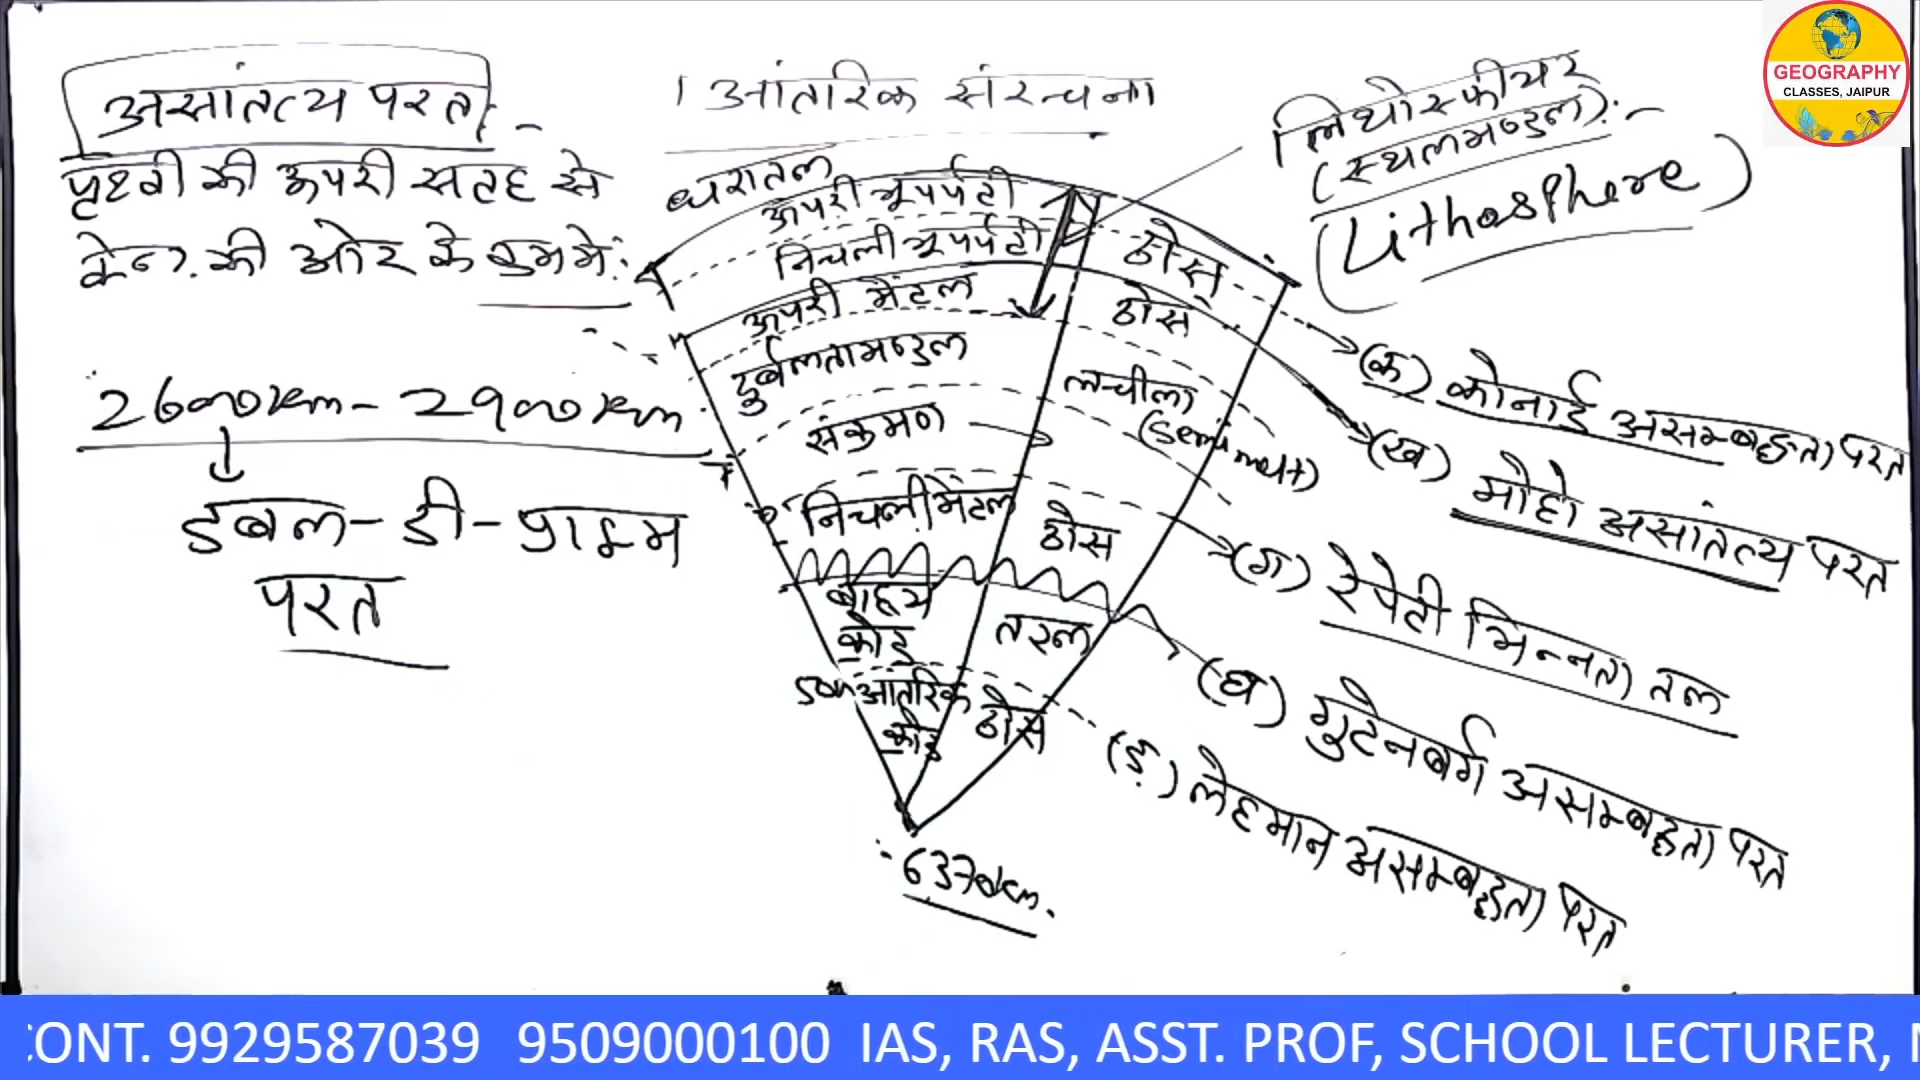 असांतत्य परत
पृथ्वी की ऊपरी सतह से
की ओर के क्रम में:
2600km - 2900km
डबल-डी-प्राइम
परत
आंतरिक संरचना
धरातल
ऊपरी भूपर्पटी
निचली भूपर्पटी
ऊपरी मेंटल
दुर्बलतामण्डल
संक्रमण
निचली मेंटल
बाह्य
कोड़
आंतरिक
कोड़
6370km.
ठोस
ठोस
लचीला
(Semi melt)
ठोस
तरल
ठोस
लिथोस्फीयर
(स्थलमण्डल):-
(Lithosphere)
(क) कोनार्ड असम्बद्धता परत
(ख) मोहो असांतत्य परत
(ग) रेपेटी भिन्नता तल
(घ) गुटेनबर्ग असम्बद्धता परत
(ड़) लेहमान असम्बद्धता परत
GEOGRAPHY
CLASSES, JAIPUR
CONT. 9929587039 9509000100 IAS, RAS, ASST. PROF, SCHOOL LECTURER,